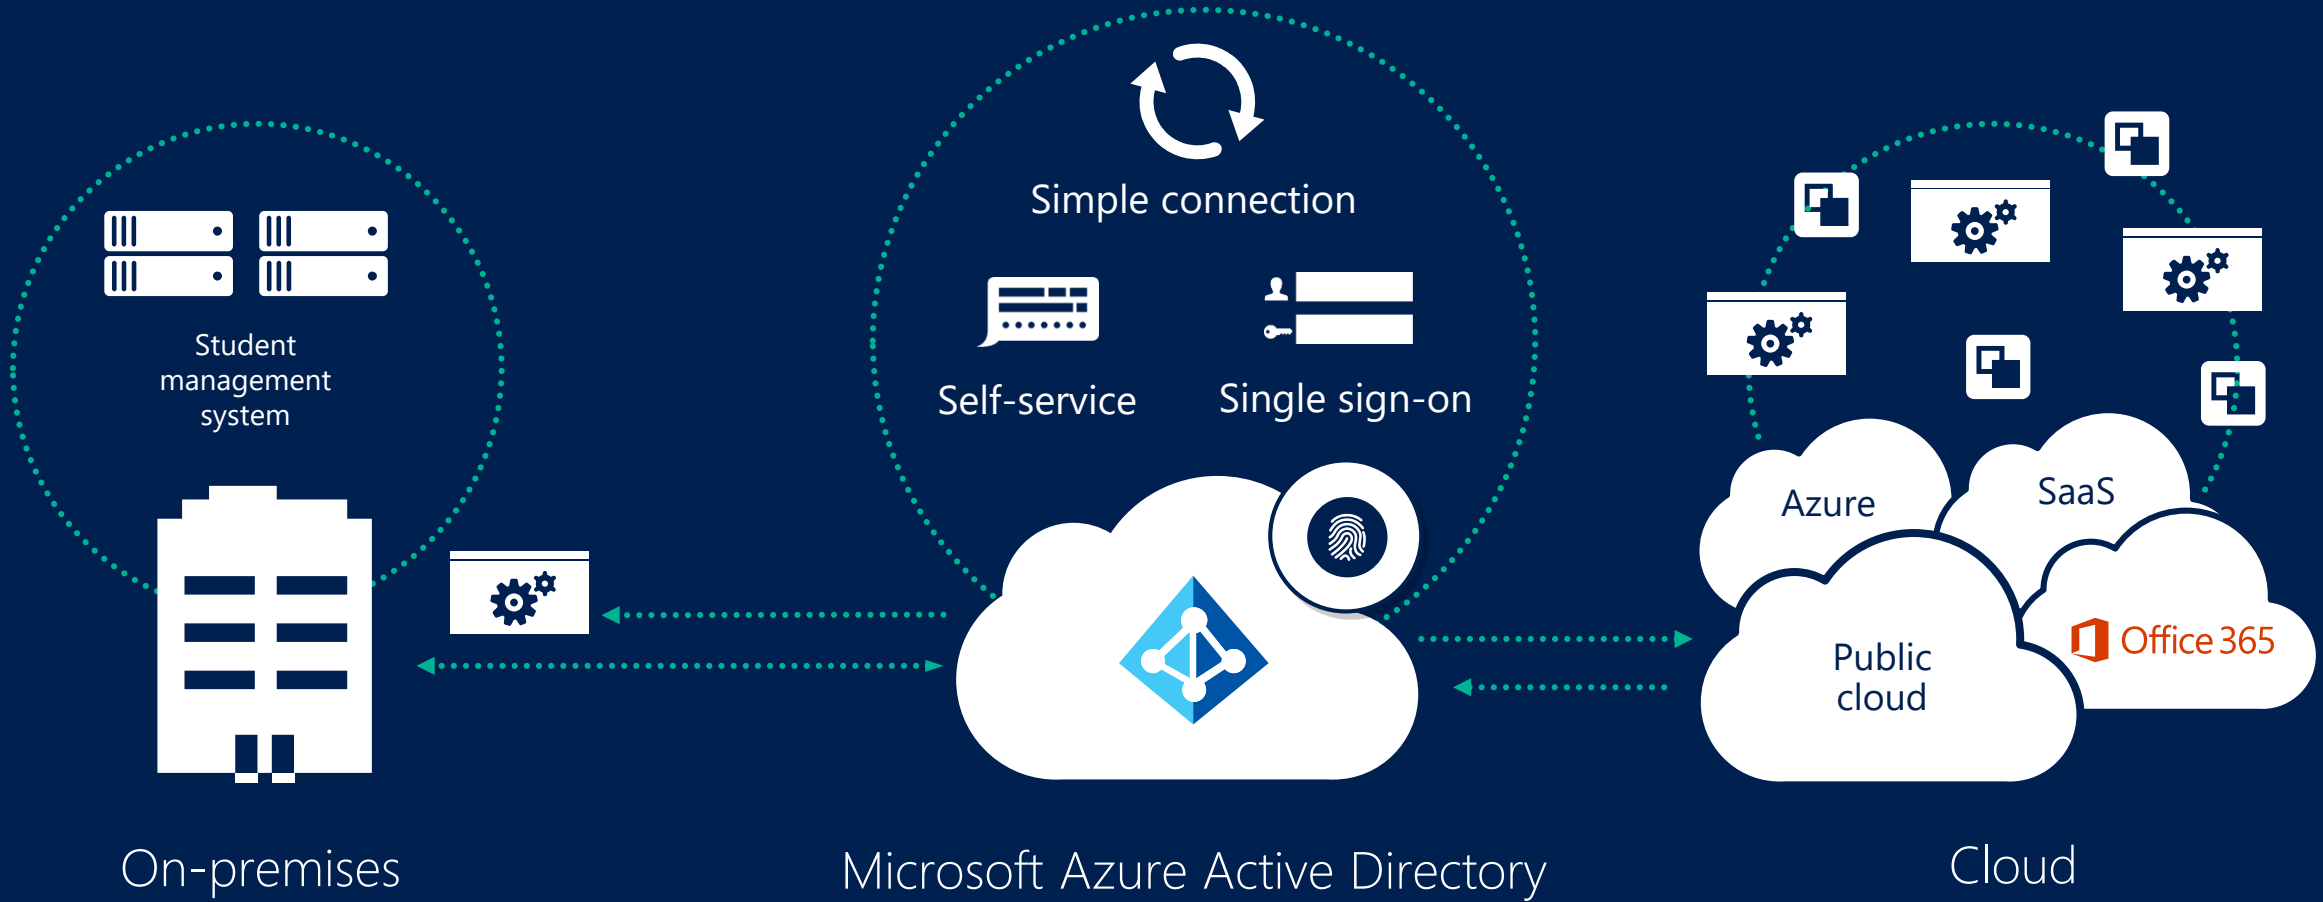 Simple connection
Self-service
Single sign-on
Student
management
system
Azure
SaaS
Public
cloud
Office 365
On-premises
Microsoft Azure Active Directory
Cloud